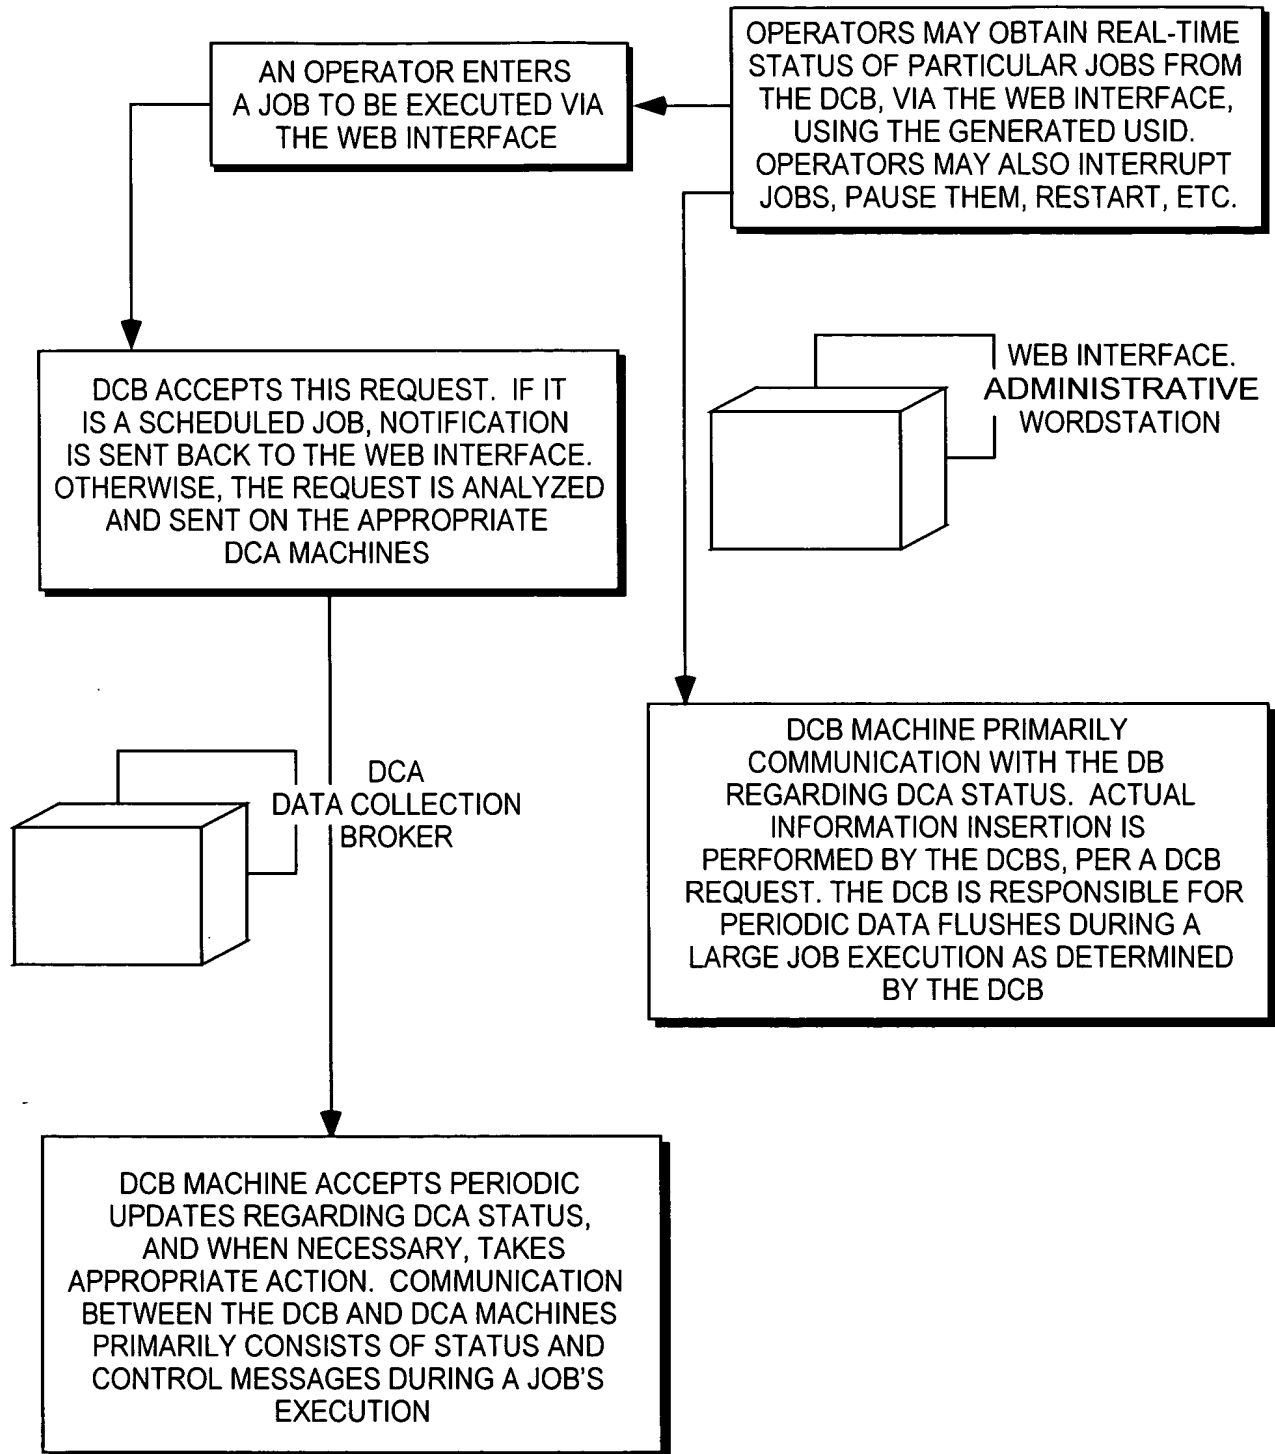 AN OPERATOR ENTERS
A JOB TO BE EXECUTED VIA
THE WEB INTERFACE
OPERATORS MAY OBTAIN REAL-TIME
STATUS OF PARTICULAR JOBS FROM
THE DCB, VIA THE WEB INTERFACE,
USING THE GENERATED USID.
OPERATORS MAY ALSO INTERRUPT
JOBS, PAUSE THEM, RESTART, ETC.
DCB ACCEPTS THIS REQUEST. IF IT
IS A SCHEDULED JOB, NOTIFICATION
IS SENT BACK TO THE WEB INTERFACE.
OTHERWISE, THE REQUEST IS ANALYZED
AND SENT ON THE APPROPRIATE
DCA MACHINES
WEB INTERFACE.
ADMINISTRATIVE
WORDSTATION
DCA
DATA COLLECTION
BROKER
DCB MACHINE PRIMARILY
COMMUNICATION WITH THE DB
REGARDING DCA STATUS. ACTUAL
INFORMATION INSERTION IS
PERFORMED BY THE DCBS, PER A DCB
REQUEST. THE DCB IS RESPONSIBLE FOR
PERIODIC DATA FLUSHES DURING A
LARGE JOB EXECUTION AS DETERMINED
BY THE DCB
DCB MACHINE ACCEPTS PERIODIC
UPDATES REGARDING DCA STATUS,
AND WHEN NECESSARY, TAKES
APPROPRIATE ACTION. COMMUNICATION
BETWEEN THE DCB AND DCA MACHINES
PRIMARILY CONSISTS OF STATUS AND
CONTROL MESSAGES DURING A JOB'S
EXECUTION